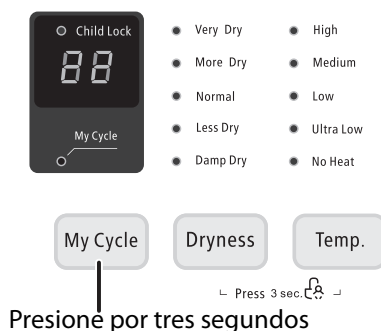 Child Lock
88
My Cycle
Very Dry
More Dry
Normal
Less Dry
Damp Dry
High
Medium
Low
Ultra Low
No Heat
My Cycle
Dryness
Temp.
Press 3 sec.
Presione por tres segundos